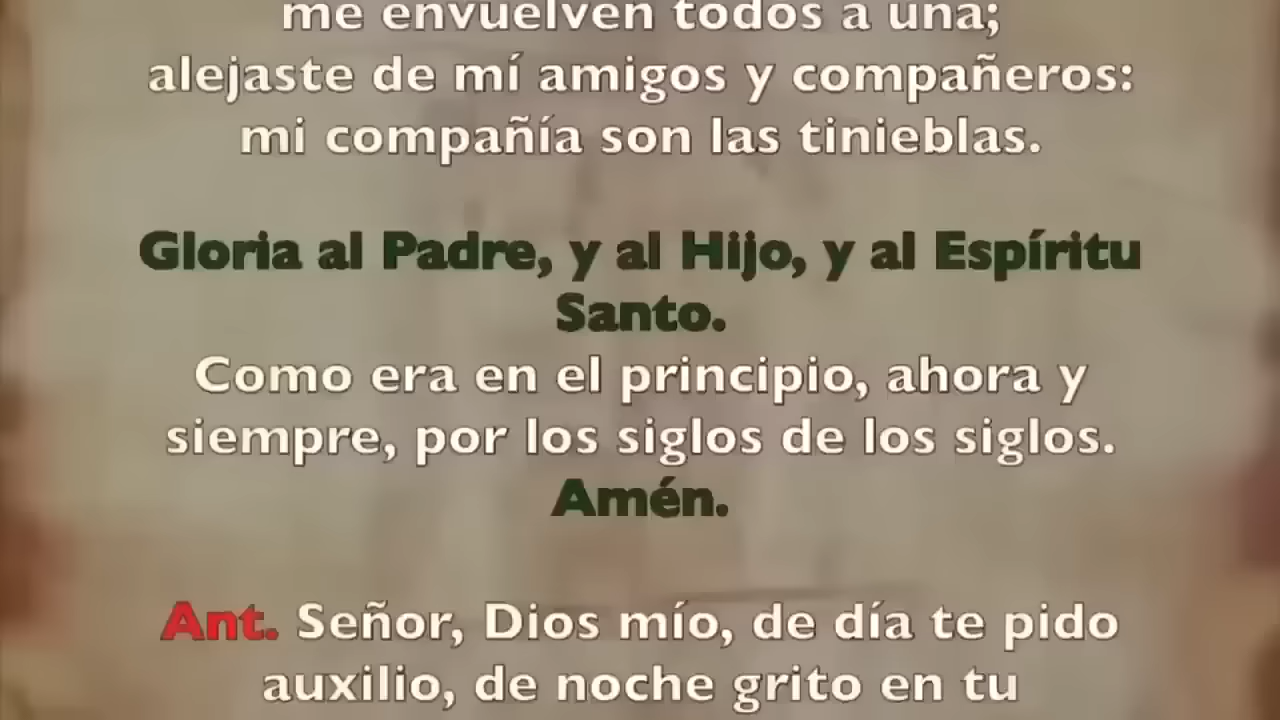 me envuelven todos a una;
alejaste de mí amigos y compañeros:
mi compañía son las tinieblas.
Gloria al Padre, y al Hijo, y al Espíritu
Santo.
Como era en el principio, ahora y
siempre, por los siglos de los siglos.
Amén.
Ant. Señor, Dios mío, de día te pido
auxilio, de noche grito en tu